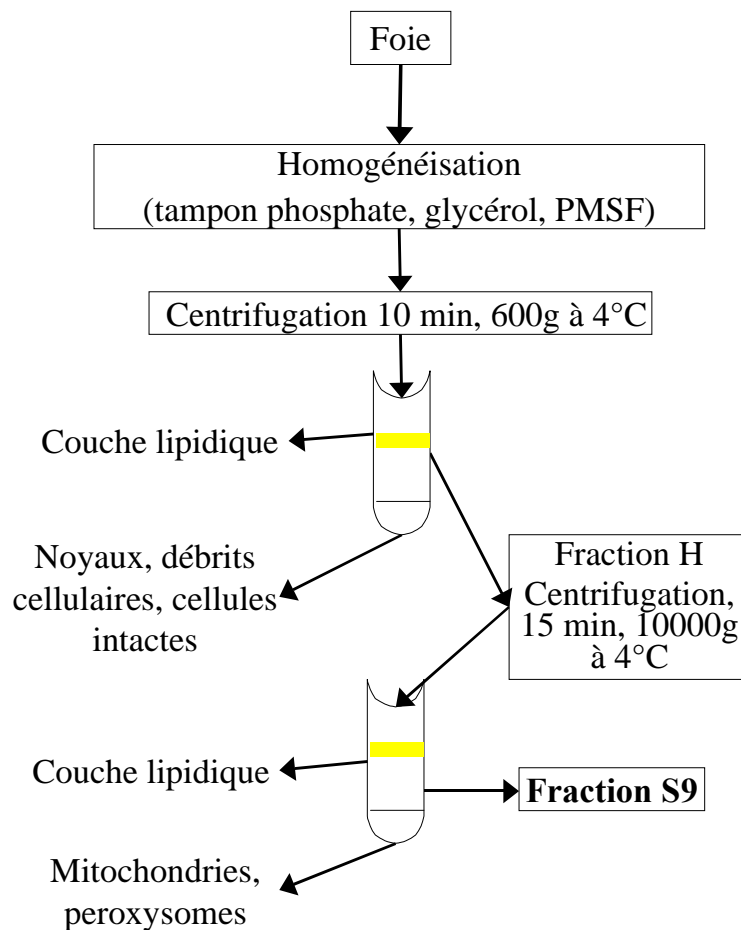 Foie
Homogénéisation
(tampon phosphate, glycérol, PMSF)
Centrifugation 10 min, 600g à 4°C
Couche lipidique
Noyaux, débrits
cellulaires, cellules
intactes
Fraction H
Centrifugation,
15 min, 10000g
à 4°C
Couche lipidique
Fraction S9
Mitochondries,
peroxysomes